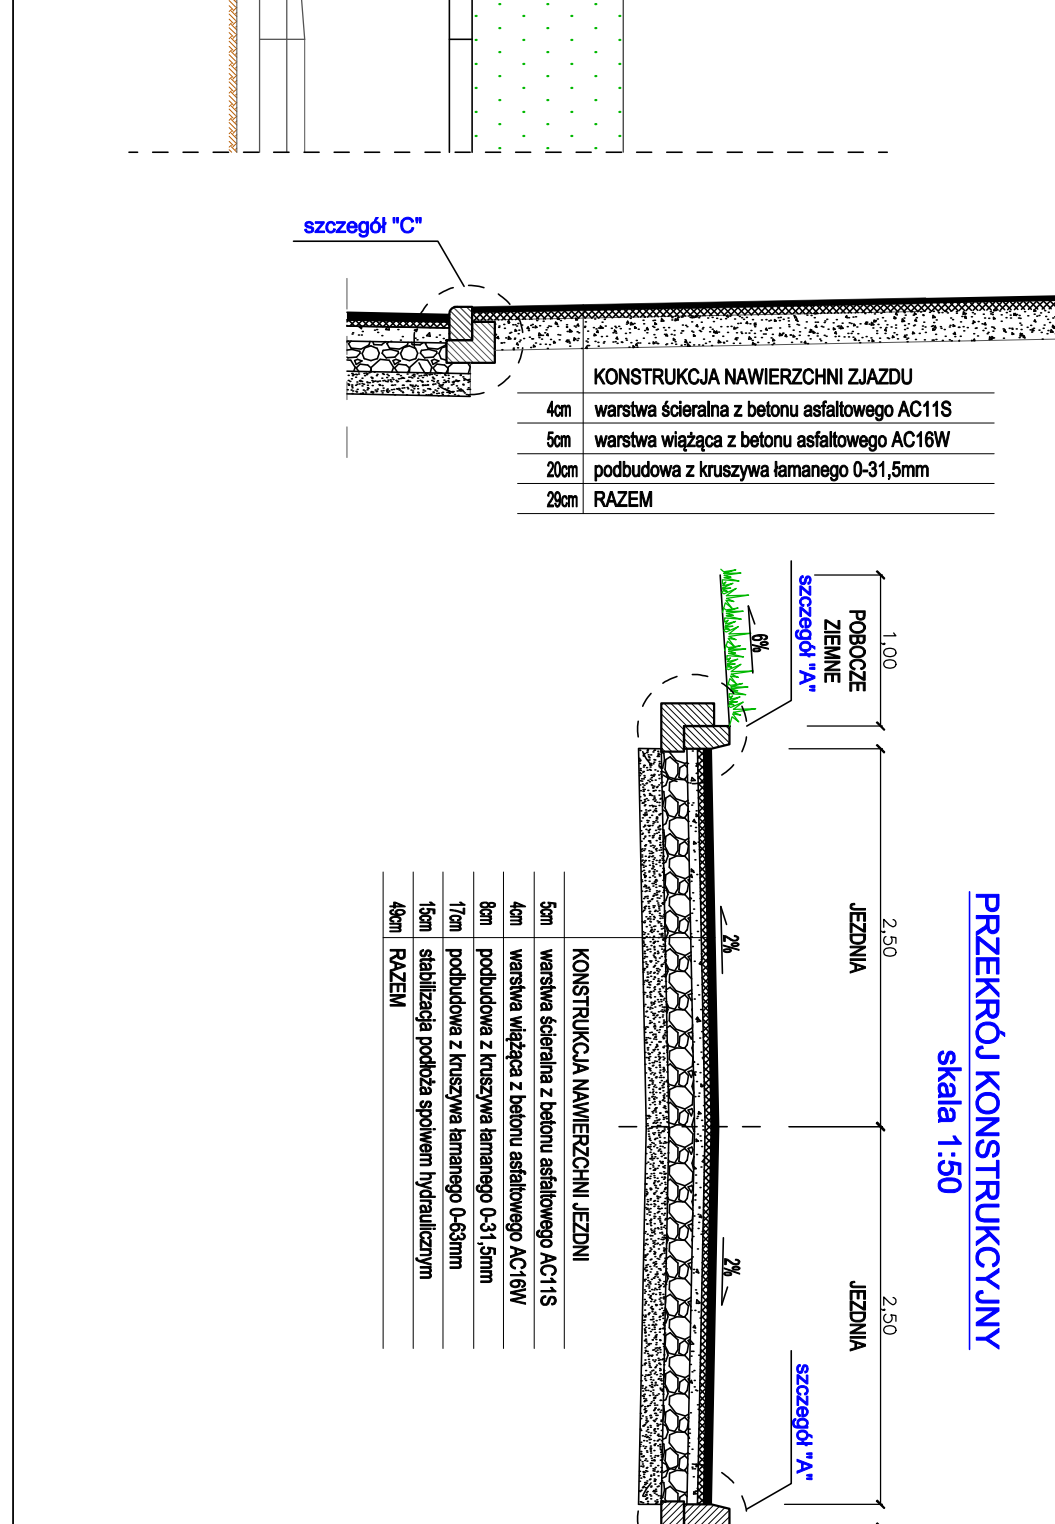 szczegół "C"
KONSTRUKCJA NAWIERZCHNI ZJAZDU
4cm warstwa ścieralna z betonu asfaltowego AC11S
5cm warstwa wiążąca z betonu asfaltowego AC16W
20cm podbudowa z kruszywa łamanego 0-31,5mm
29cm RAZEM
PRZEKRÓJ KONSTRUKCYJNY
skala 1:50
1,00
2,50
2,50
POBOCZE
ZIEMNE
JEZDNIA
JEZDNIA
szczegół "A"
szczegół "A"
6%
2%
2%
KONSTRUKCJA NAWIERZCHNI JEZDNI
5cm warstwa ścieralna z betonu asfaltowego AC11S
4cm warstwa wiążąca z betonu asfaltowego AC16W
8cm podbudowa z kruszywa łamanego 0-31,5mm
17cm podbudowa z kruszywa łamanego 0-63mm
15cm stabilizacja podłoża spoiwem hydraulicznym
49cm RAZEM